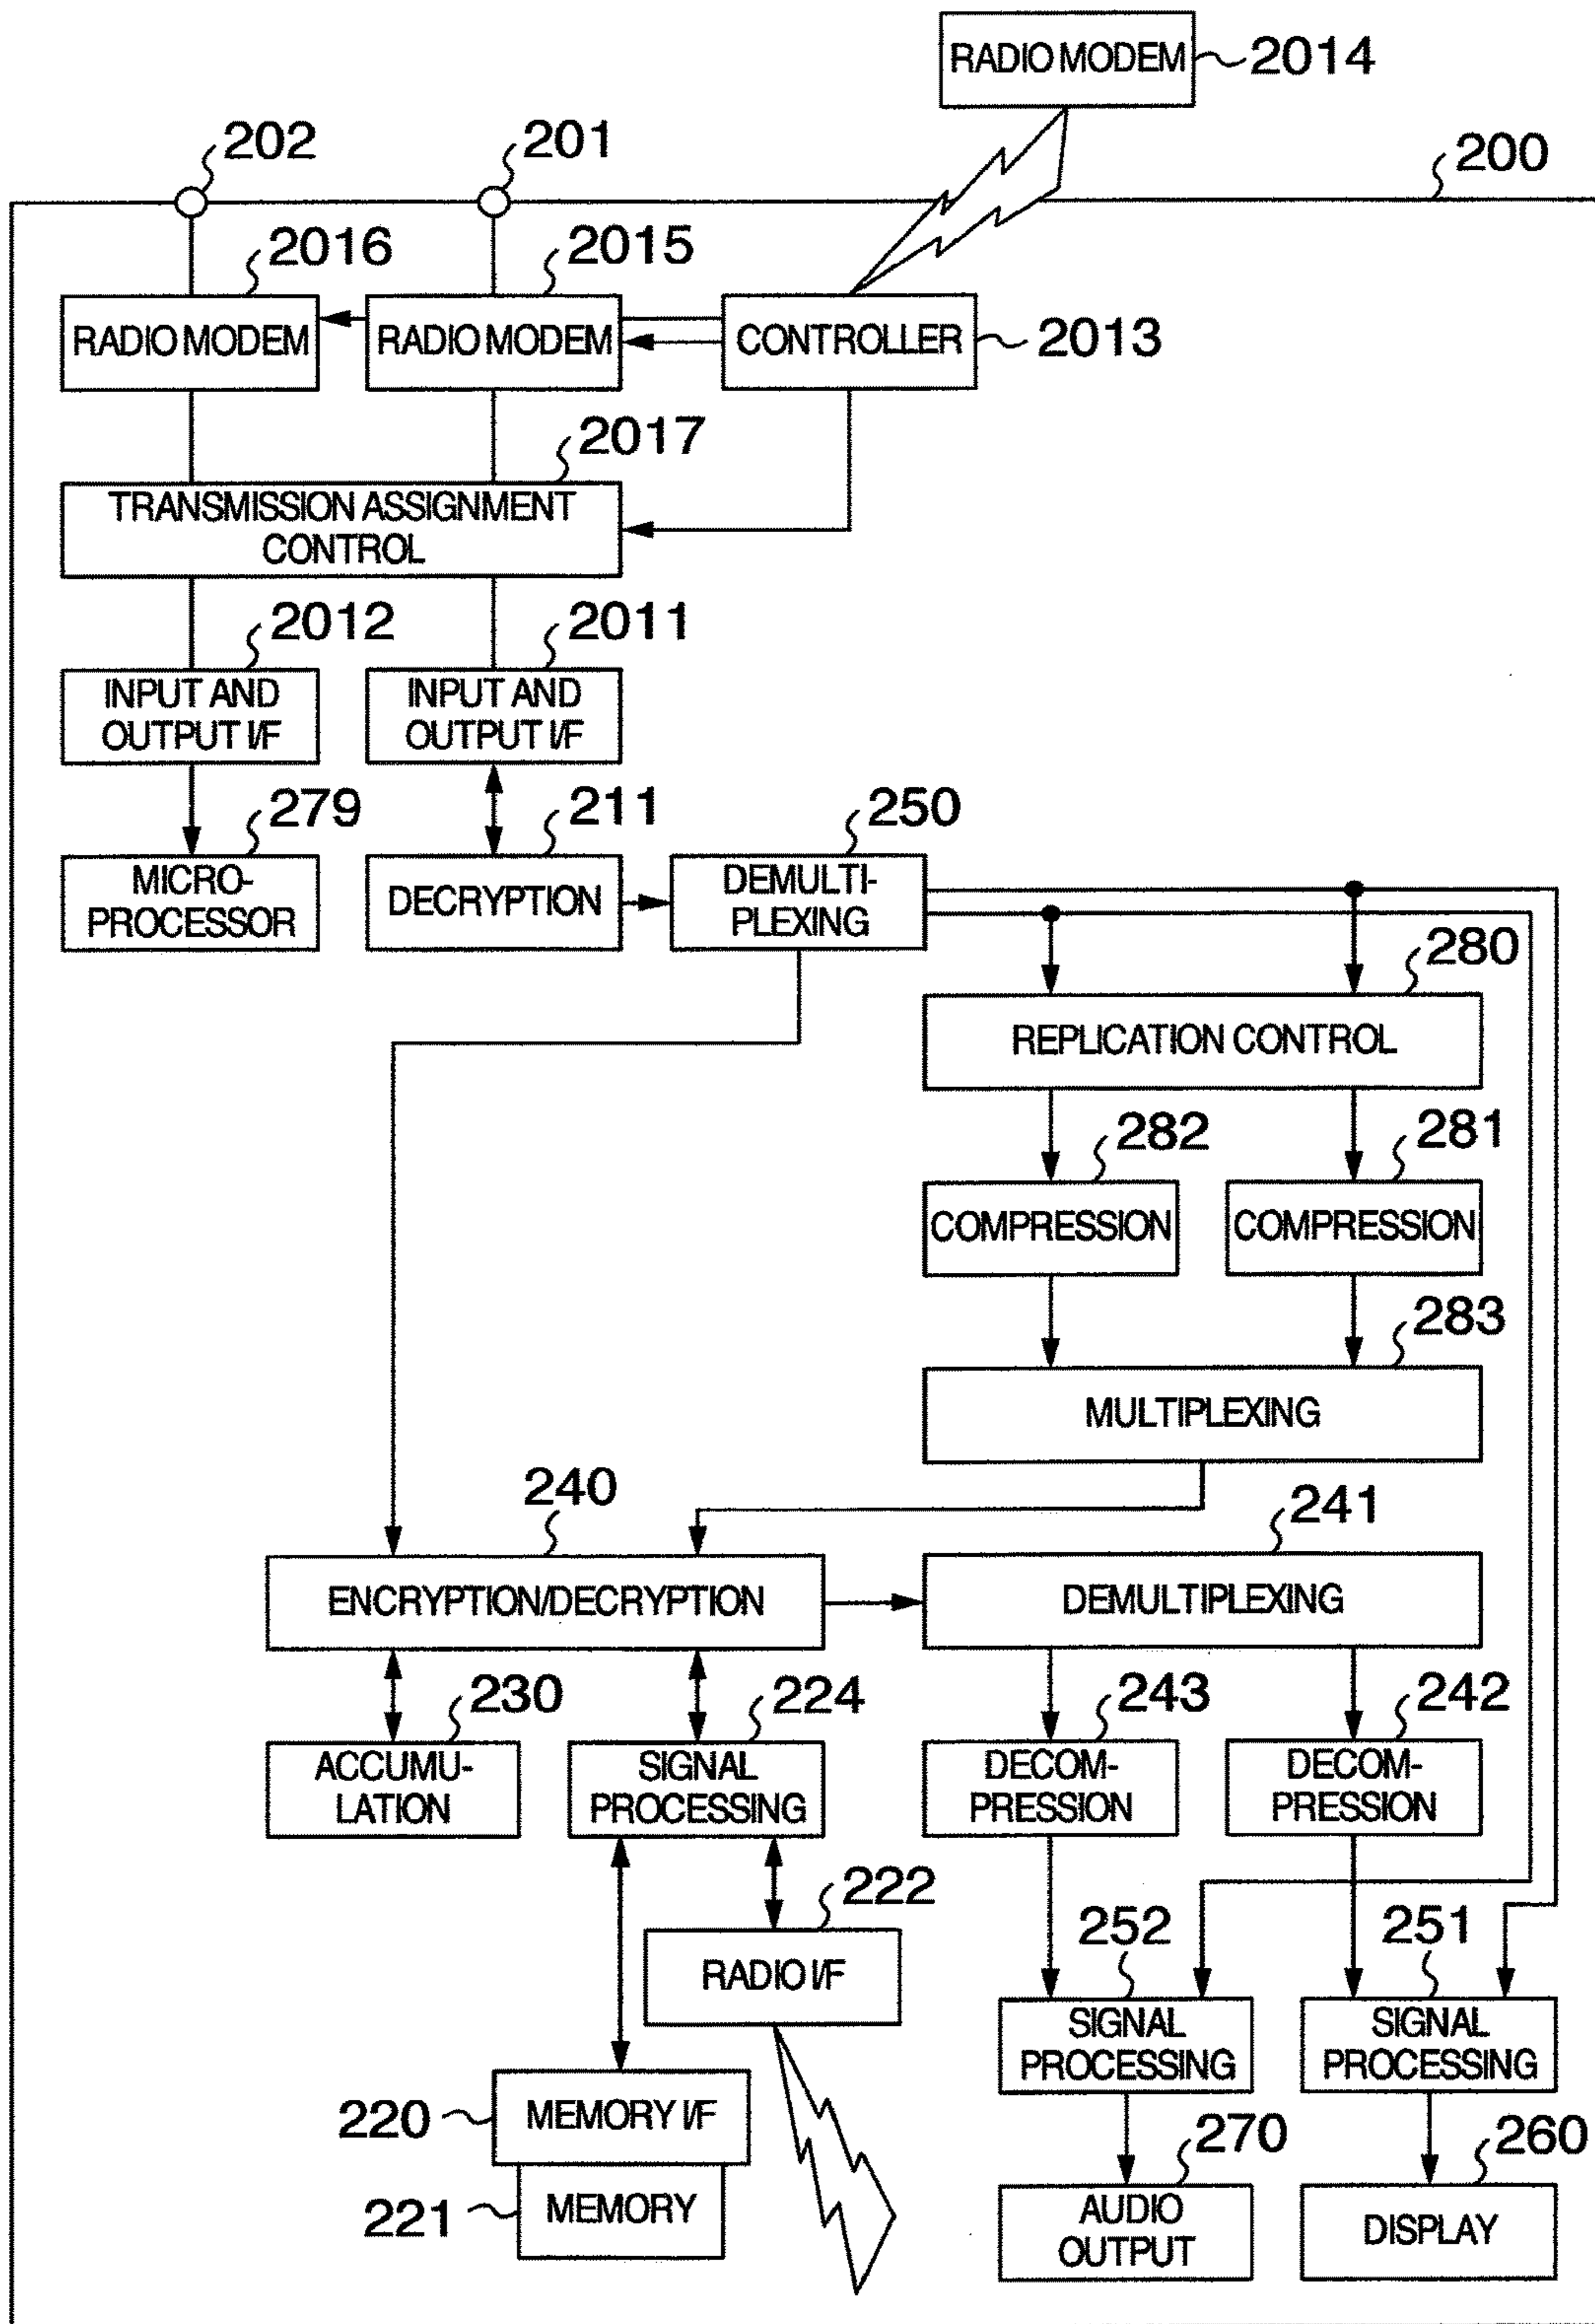 RADIO MODEM
2014
202
201
200
2016
2015
RADIO MODEM
RADIO MODEM
CONTROLLER
2013
2017
TRANSMISSION ASSIGNMENT
CONTROL
2012
2011
INPUT AND
OUTPUT I/F
INPUT AND
OUTPUT I/F
279
211
250
MICRO-
PROCESSOR
DECRYPTION
DEMULTI-
PLEXING
280
REPLICATION CONTROL
282
281
COMPRESSION
COMPRESSION
283
MULTIPLEXING
240
241
ENCRYPTION/DECRYPTION
DEMULTIPLEXING
230
224
243
242
ACCUMU-
LATION
SIGNAL
PROCESSING
DECOM-
PRESSION
DECOM-
PRESSION
222
252
251
RADIO I/F
SIGNAL
PROCESSING
SIGNAL
PROCESSING
220
MEMORY I/F
270
260
221
MEMORY
AUDIO
OUTPUT
DISPLAY